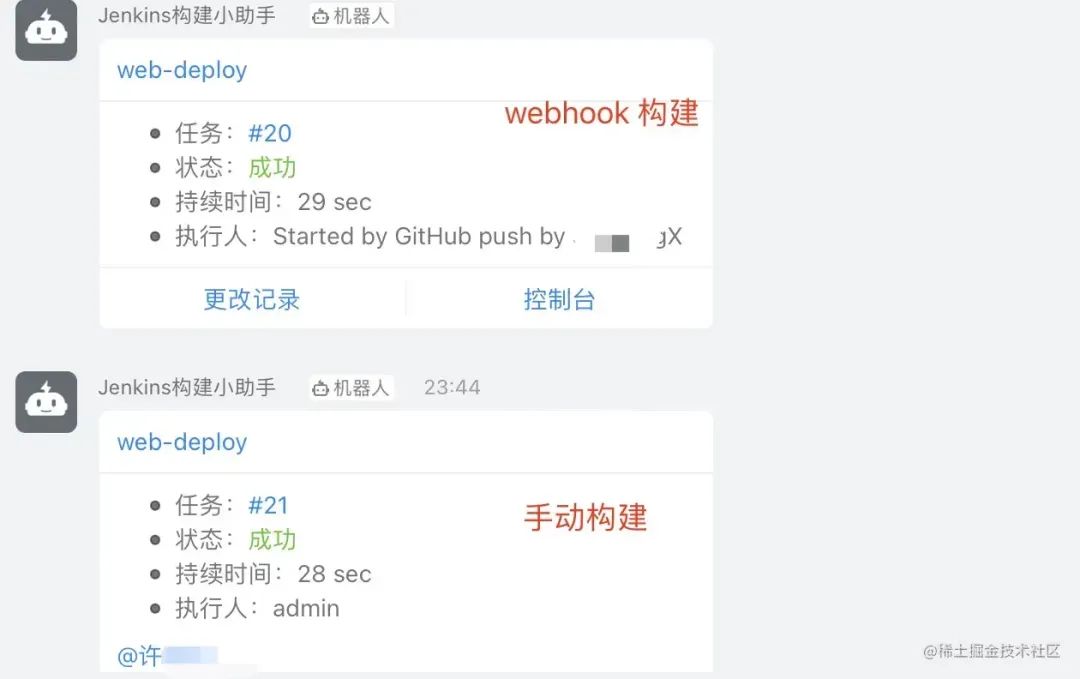 Jenkins构建小助手 机器人
web-deploy
webhook 构建
任务：#20
状态：成功
持续时间：29 sec
执行人：Started by GitHub push by gX
更改记录 控制台
Jenkins构建小助手 机器人 23:44
web-deploy
任务：#21
手动构建
状态：成功
持续时间：28 sec
执行人：admin
@许
@稀土掘金技术社区